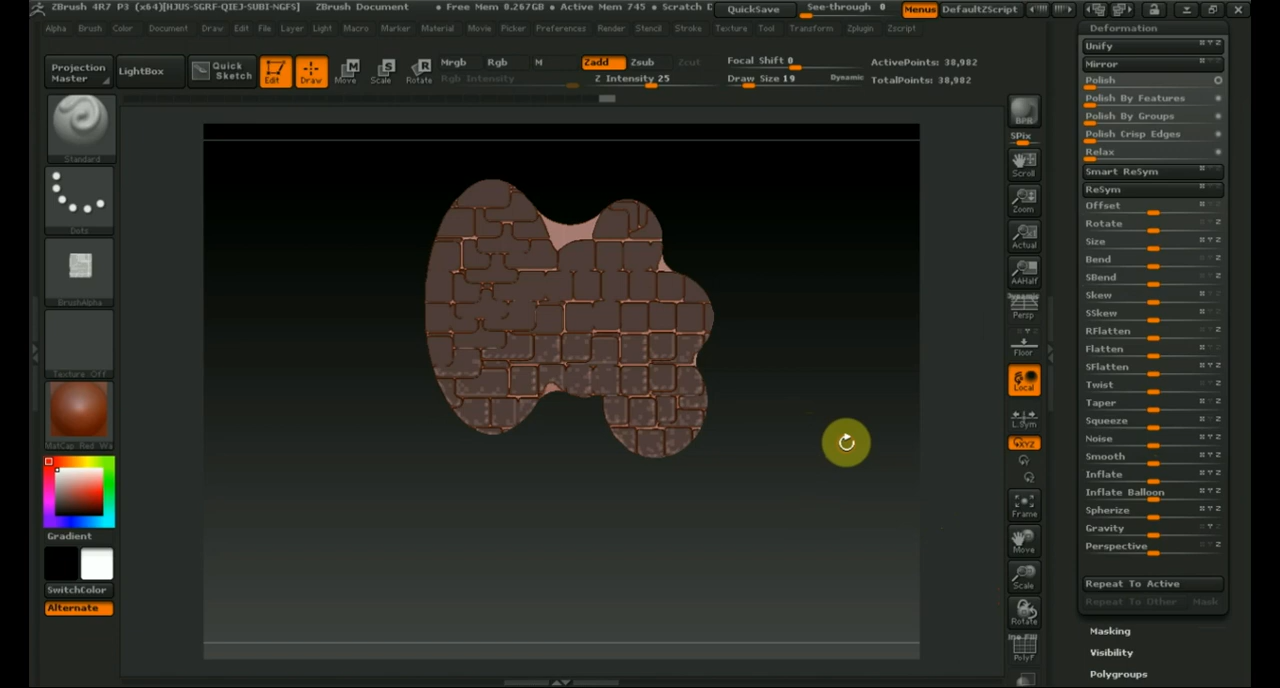 ZBrush 4R7 P3 (x64)[HJUS-SGRF-QIEJ-SUBI-NGFS] ZBrush Document • Free Mem 0.267GB • Active Mem 745 • Scratch D QuickSave See-through 0 Menus DefaultZScript
Alpha Brush Color Document Draw Edit File Layer Light Macro Marker Material Movie Picker Preferences Render Stencil Stroke Texture Tool Transform Zplugin Zscript
Projection Master
LightBox
Quick Sketch
Edit
Draw
Move
Scale
Rotate
Mrgb Rgb M
Rgb Intensity
Zadd Zsub Zcut
Z Intensity 25
Focal Shift 0
Draw Size 19 Dynamic
ActivePoints: 38,982
TotalPoints: 38,982
Standard
Dots
BrushAlpha
Texture Off
MatCap Red Wa
Gradient
SwitchColor
Alternate
BPR
SPix
Scroll
Zoom
Actual
AAHalf
Dynamic
Persp
Floor
Local
L.Sym
XYZ
Frame
Move
Scale
Rotate
Line Fill
PolyF
Deformation
Unify
Mirror
Polish
Polish By Features
Polish By Groups
Polish Crisp Edges
Relax
Smart ReSym
ReSym
Offset
Rotate
Size
Bend
SBend
Skew
SSkew
RFlatten
Flatten
SFlatten
Twist
Taper
Squeeze
Noise
Smooth
Inflate
Inflate Balloon
Spherize
Gravity
Perspective
Repeat To Active
Repeat To Other Mask
Masking
Visibility
Polygroups